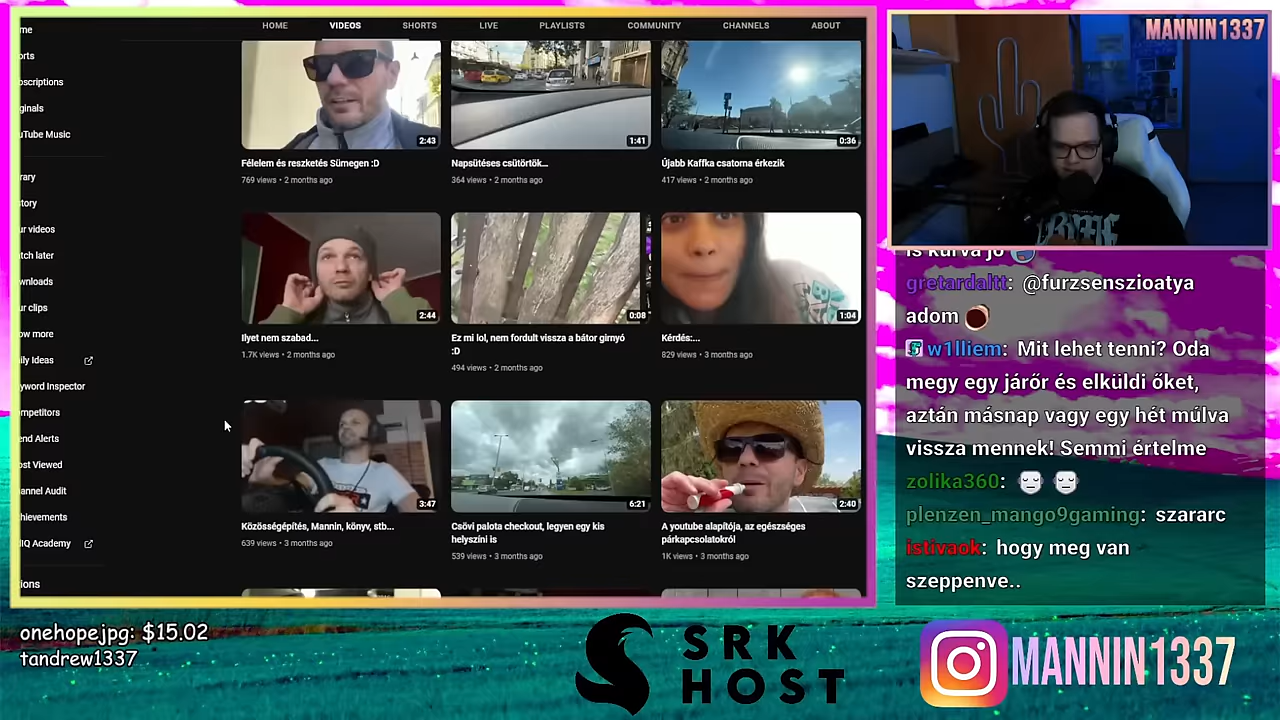 HOME
VIDEOS
SHORTS
LIVE
PLAYLISTS
COMMUNITY
CHANNELS
ABOUT
me
orts
bscriptions
ginals
uTube Music
rary
tory
ur videos
tch later
wnloads
ur clips
ow more
ily Ideas
yword Inspector
mpetitors
end Alerts
ost Viewed
annel Audit
hievements
IQ Academy
ions
2:43
Félelem és reszketés Sümegen :D
769 views • 2 months ago
1:41
Napsütéses csütörtök...
364 views • 2 months ago
0:36
Újabb Kaffka csatorna érkezik
417 views • 2 months ago
2:44
Ilyet nem szabad...
1.7K views • 2 months ago
0:08
Ez mi lol, nem fordult vissza a bátor girnyó
:D
494 views • 2 months ago
1:04
Kérdés:...
829 views • 3 months ago
3:47
Közösségépítés, Mannin, könyv, stb...
639 views • 3 months ago
6:21
Csövi palota checkout, legyen egy kis
helyszíni is
539 views • 3 months ago
2:40
A youtube alapítója, az egészséges
párkapcsolatokról
1K views • 3 months ago
MANNIN1337
is kurva jó
gretardaltt: @furzsenszioatya
adom
w1lliem: Mit lehet tenni? Oda
megy egy járőr és elküldi őket,
aztán másnap vagy egy hét múlva
vissza mennek! Semmi értelme
zolika360:
plenzen_mango9gaming: szararc
istivaok: hogy meg van
szeppenve..
onehopejpg: $15.02
tandrew1337
SRK
HOST
MANNIN1337